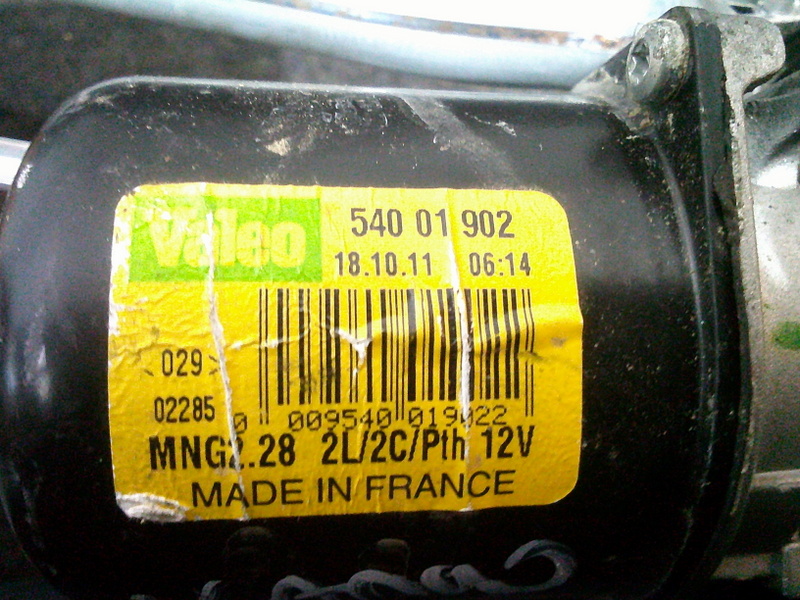 Valeo
540 01 902
18.10.11 06:14
029
02285
0 009540 019022
MNG2.28 2L/2C/Pth 12V
MADE IN FRANCE